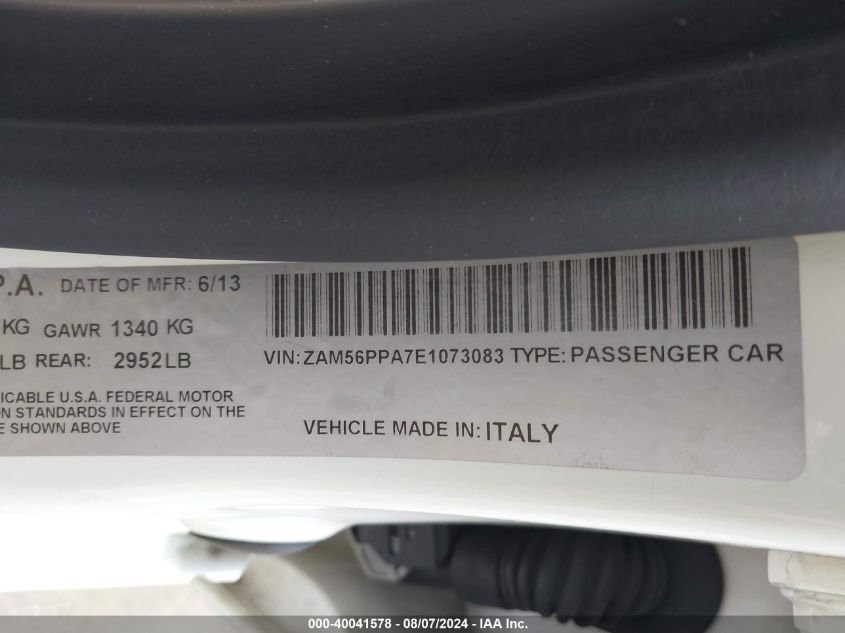 P.A. DATE OF MFR: 6/13
KG GAWR 1340 KG
LB REAR: 2952LB
VIN: ZAM56PPA7E1073083 TYPE: PASSENGER CAR
ICABLE U.S.A. FEDERAL MOTOR
N STANDARDS IN EFFECT ON THE
E SHOWN ABOVE
VEHICLE MADE IN: ITALY
000-40041578 - 08/07/2024 - IAA Inc.